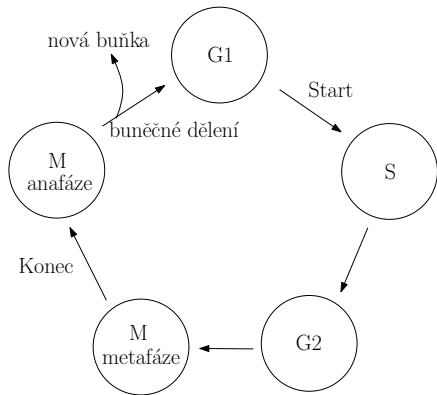 nová buňka
G1
Start
buněčné dělení
M
anafáze
S
Konec
M
metafáze
G2